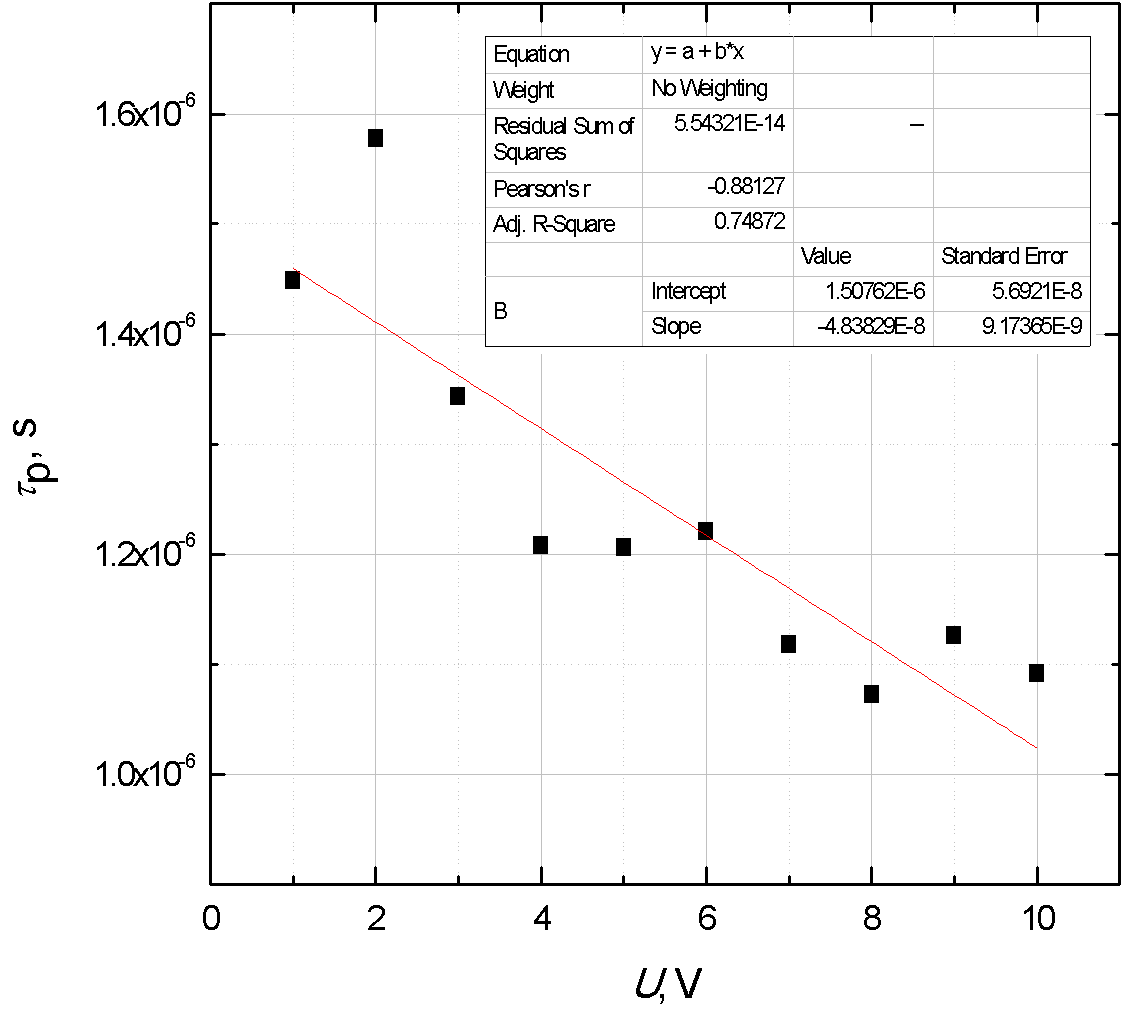 Equation y = a + b*x
Weight No Weighting
Residual Sum of Squares 5.54321E-14 --
Pearson's r -0.88127
Adj. R-Square 0.74872
Value Standard Error
B Intercept 1.50762E-6 5.6921E-8
Slope -4.83829E-8 9.17365E-9
1.6x10⁻⁶
1.4x10⁻⁶
1.2x10⁻⁶
1.0x10⁻⁶
τp, s
0 2 4 6 8 10
U, V